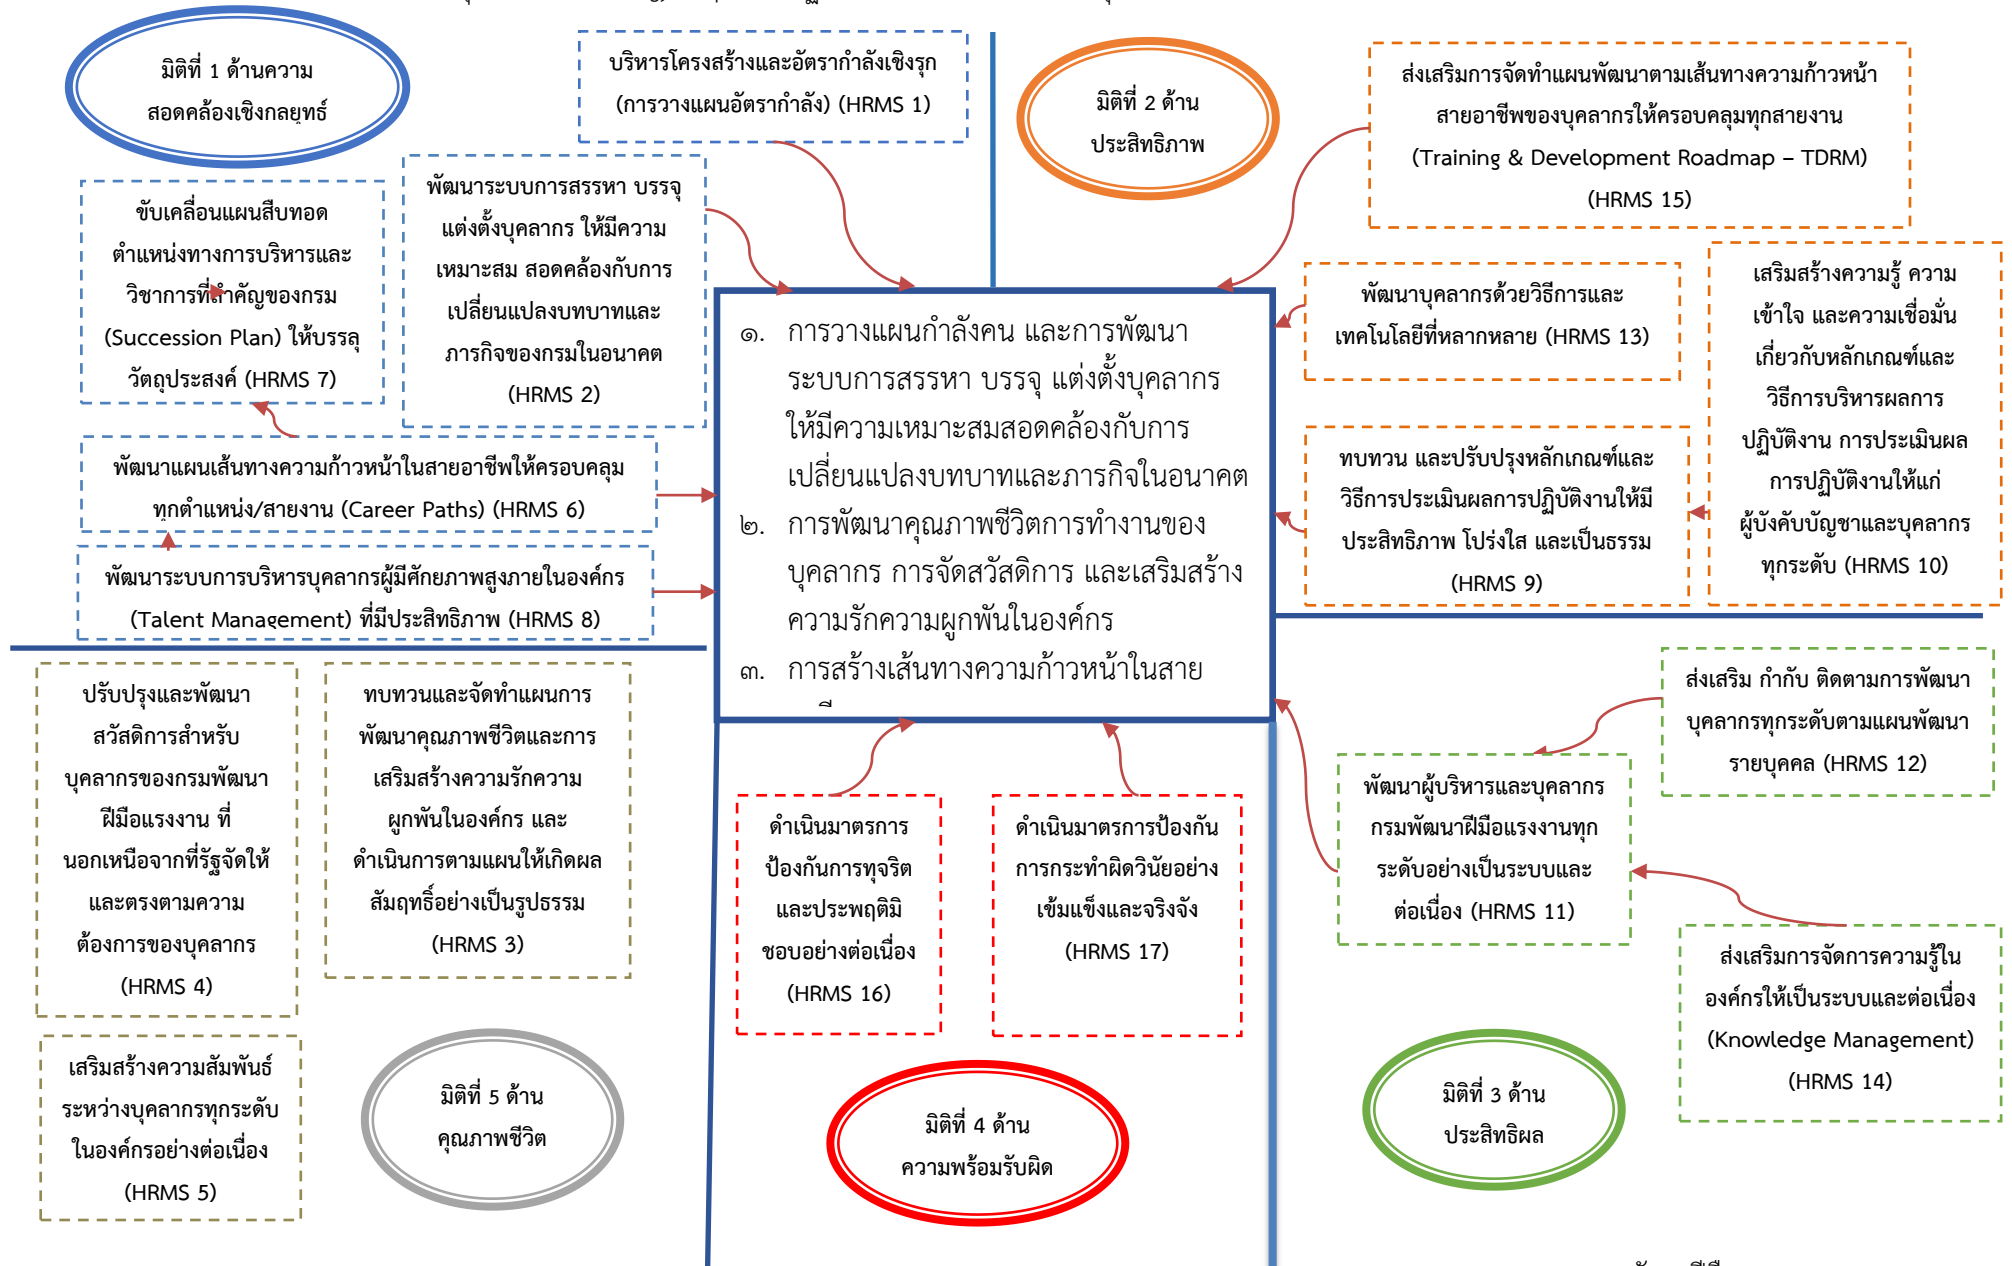 มิติที่ 1 ด้านความ
สอดคล้องเชิงกลยุทธ์
บริหารโครงสร้างและอัตรากำลังเชิงรุก
(การวางแผนอัตรากำลัง) (HRMS 1)
พัฒนาระบบการสรรหา บรรจุ
แต่งตั้งบุคลากร ให้มีความ
เหมาะสม สอดคล้องกับการ
เปลี่ยนแปลงบทบาทและ
ภารกิจของกรมในอนาคต
(HRMS 2)
ขับเคลื่อนแผนสืบทอด
ตำแหน่งทางการบริหารและ
วิชาการที่สำคัญของกรม
(Succession Plan) ให้บรรลุ
วัตถุประสงค์ (HRMS 7)
พัฒนาแผนเส้นทางความก้าวหน้าในสายอาชีพให้ครอบคลุม
ทุกตำแหน่ง/สายงาน (Career Paths) (HRMS 6)
พัฒนาระบบการบริหารบุคลากรผู้มีศักยภาพสูงภายในองค์กร
(Talent Management) ที่มีประสิทธิภาพ (HRMS 8)
มิติที่ 2 ด้าน
ประสิทธิภาพ
ส่งเสริมการจัดทำแผนพัฒนาตามเส้นทางความก้าวหน้า
สายอาชีพของบุคลากรให้ครอบคลุมทุกสายงาน
(Training & Development Roadmap – TDRM)
(HRMS 15)
พัฒนาบุคลากรด้วยวิธีการและ
เทคโนโลยีที่หลากหลาย (HRMS 13)
เสริมสร้างความรู้ ความ
เข้าใจ และความเชื่อมั่น
เกี่ยวกับหลักเกณฑ์และ
วิธีการบริหารผลการ
ปฏิบัติงาน การประเมินผล
การปฏิบัติงานให้แก่
ผู้บังคับบัญชาและบุคลากร
ทุกระดับ (HRMS 10)
ทบทวน และปรับปรุงหลักเกณฑ์และ
วิธีการประเมินผลการปฏิบัติงานให้มี
ประสิทธิภาพ โปร่งใส และเป็นธรรม
(HRMS 9)
๑. การวางแผนกำลังคน และการพัฒนา
ระบบการสรรหา บรรจุ แต่งตั้งบุคลากร
ให้มีความเหมาะสมสอดคล้องกับการ
เปลี่ยนแปลงบทบาทและภารกิจในอนาคต
๒. การพัฒนาคุณภาพชีวิตการทำงานของ
บุคลากร การจัดสวัสดิการ และเสริมสร้าง
ความรักความผูกพันในองค์กร
๓. การสร้างเส้นทางความก้าวหน้าในสาย
ปรับปรุงและพัฒนา
สวัสดิการสำหรับ
บุคลากรของกรมพัฒนา
ฝีมือแรงงาน ที่
นอกเหนือจากที่รัฐจัดให้
และตรงตามความ
ต้องการของบุคลากร
(HRMS 4)
ทบทวนและจัดทำแผนการ
พัฒนาคุณภาพชีวิตและการ
เสริมสร้างความรักความ
ผูกพันในองค์กร และ
ดำเนินการตามแผนให้เกิดผล
สัมฤทธิ์อย่างเป็นรูปธรรม
(HRMS 3)
เสริมสร้างความสัมพันธ์
ระหว่างบุคลากรทุกระดับ
ในองค์กรอย่างต่อเนื่อง
(HRMS 5)
มิติที่ 5 ด้าน
คุณภาพชีวิต
ดำเนินมาตรการ
ป้องกันการทุจริต
และประพฤติมิ
ชอบอย่างต่อเนื่อง
(HRMS 16)
ดำเนินมาตรการป้องกัน
การกระทำผิดวินัยอย่าง
เข้มแข็งและจริงจัง
(HRMS 17)
มิติที่ 4 ด้าน
ความพร้อมรับผิด
ส่งเสริม กำกับ ติดตามการพัฒนา
บุคลากรทุกระดับตามแผนพัฒนา
รายบุคคล (HRMS 12)
พัฒนาผู้บริหารและบุคลากร
กรมพัฒนาฝีมือแรงงานทุก
ระดับอย่างเป็นระบบและ
ต่อเนื่อง (HRMS 11)
ส่งเสริมการจัดการความรู้ใน
องค์กรให้เป็นระบบและต่อเนื่อง
(Knowledge Management)
(HRMS 14)
มิติที่ 3 ด้าน
ประสิทธิผล